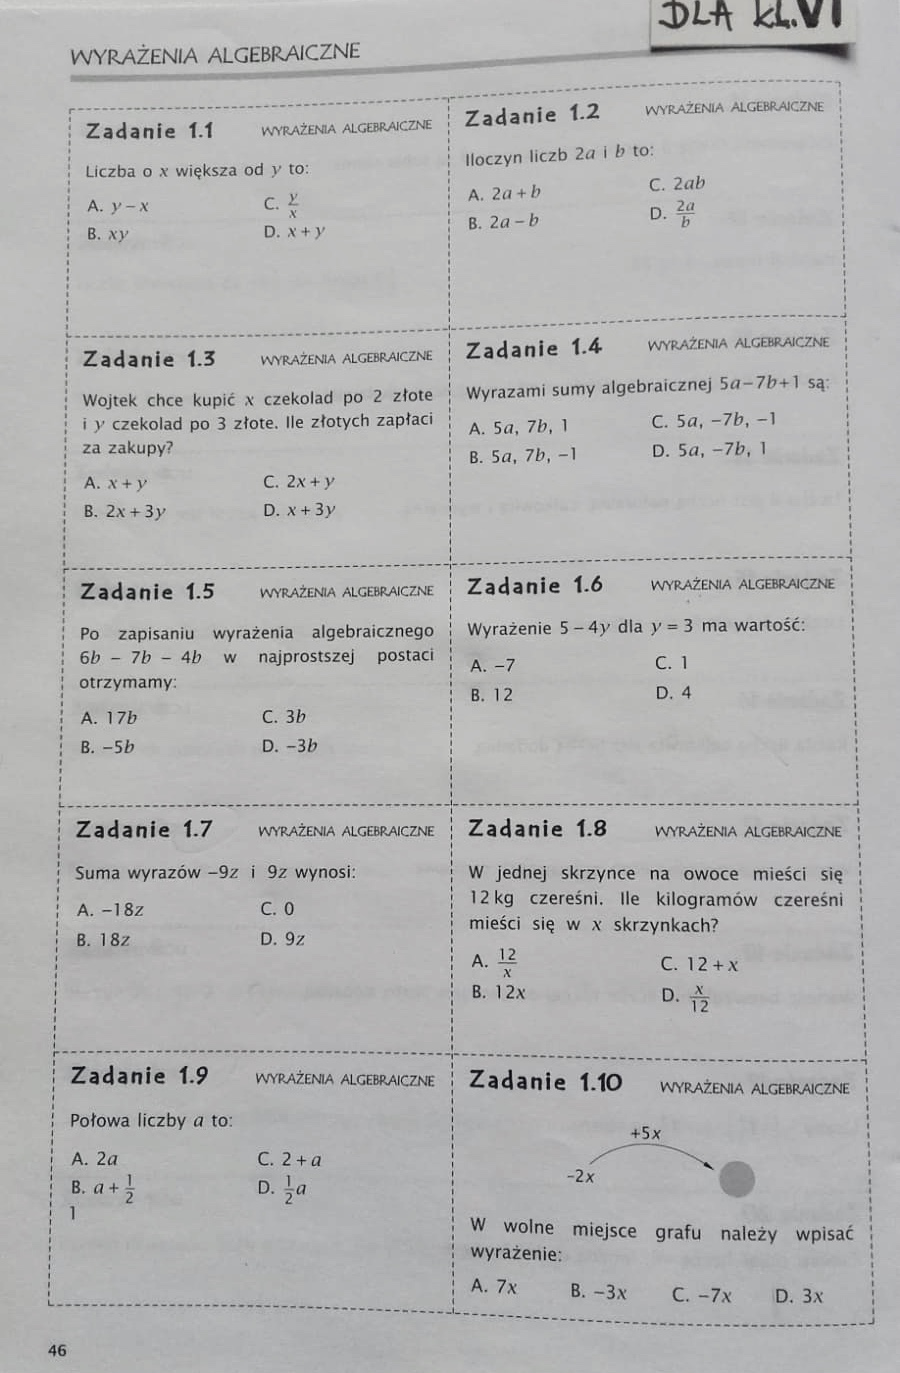 DLA KL.VI
WYRAŻENIA ALGEBRAICZNE
Zadanie 1.1 WYRAŻENIA ALGEBRAICZNE
Liczba o x większa od y to:
A. y – x C. y/x
B. xy D. x + y
Zadanie 1.2 WYRAŻENIA ALGEBRAICZNE
Iloczyn liczb 2a i b to:
A. 2a + b C. 2ab
B. 2a – b D. 2a/b
Zadanie 1.3 WYRAŻENIA ALGEBRAICZNE
Wojtek chce kupić x czekolad po 2 złote
i y czekolad po 3 złote. Ile złotych zapłaci
za zakupy?
A. x + y C. 2x + y
B. 2x + 3y D. x + 3y
Zadanie 1.4 WYRAŻENIA ALGEBRAICZNE
Wyrazami sumy algebraicznej 5a–7b+1 są:
A. 5a, 7b, 1 C. 5a, –7b, –1
B. 5a, 7b, –1 D. 5a, –7b, 1
Zadanie 1.5 WYRAŻENIA ALGEBRAICZNE
Po zapisaniu wyrażenia algebraicznego
6b – 7b – 4b w najprostszej postaci
otrzymamy:
A. 17b C. 3b
B. –5b D. –3b
Zadanie 1.6 WYRAŻENIA ALGEBRAICZNE
Wyrażenie 5 – 4y dla y = 3 ma wartość:
A. –7 C. 1
B. 12 D. 4
Zadanie 1.7 WYRAŻENIA ALGEBRAICZNE
Suma wyrazów –9z i 9z wynosi:
A. –18z C. 0
B. 18z D. 9z
Zadanie 1.8 WYRAŻENIA ALGEBRAICZNE
W jednej skrzynce na owoce mieści się
12 kg czereśni. Ile kilogramów czereśni
mieści się w x skrzynkach?
A. 12/x C. 12 + x
B. 12x D. x/12
Zadanie 1.9 WYRAŻENIA ALGEBRAICZNE
Połowa liczby a to:
A. 2a C. 2 + a
B. a + 1/2 D. 1/2a
1
Zadanie 1.10 WYRAŻENIA ALGEBRAICZNE
+5x
–2x
W wolne miejsce grafu należy wpisać
wyrażenie:
A. 7x B. –3x C. –7x D. 3x
46